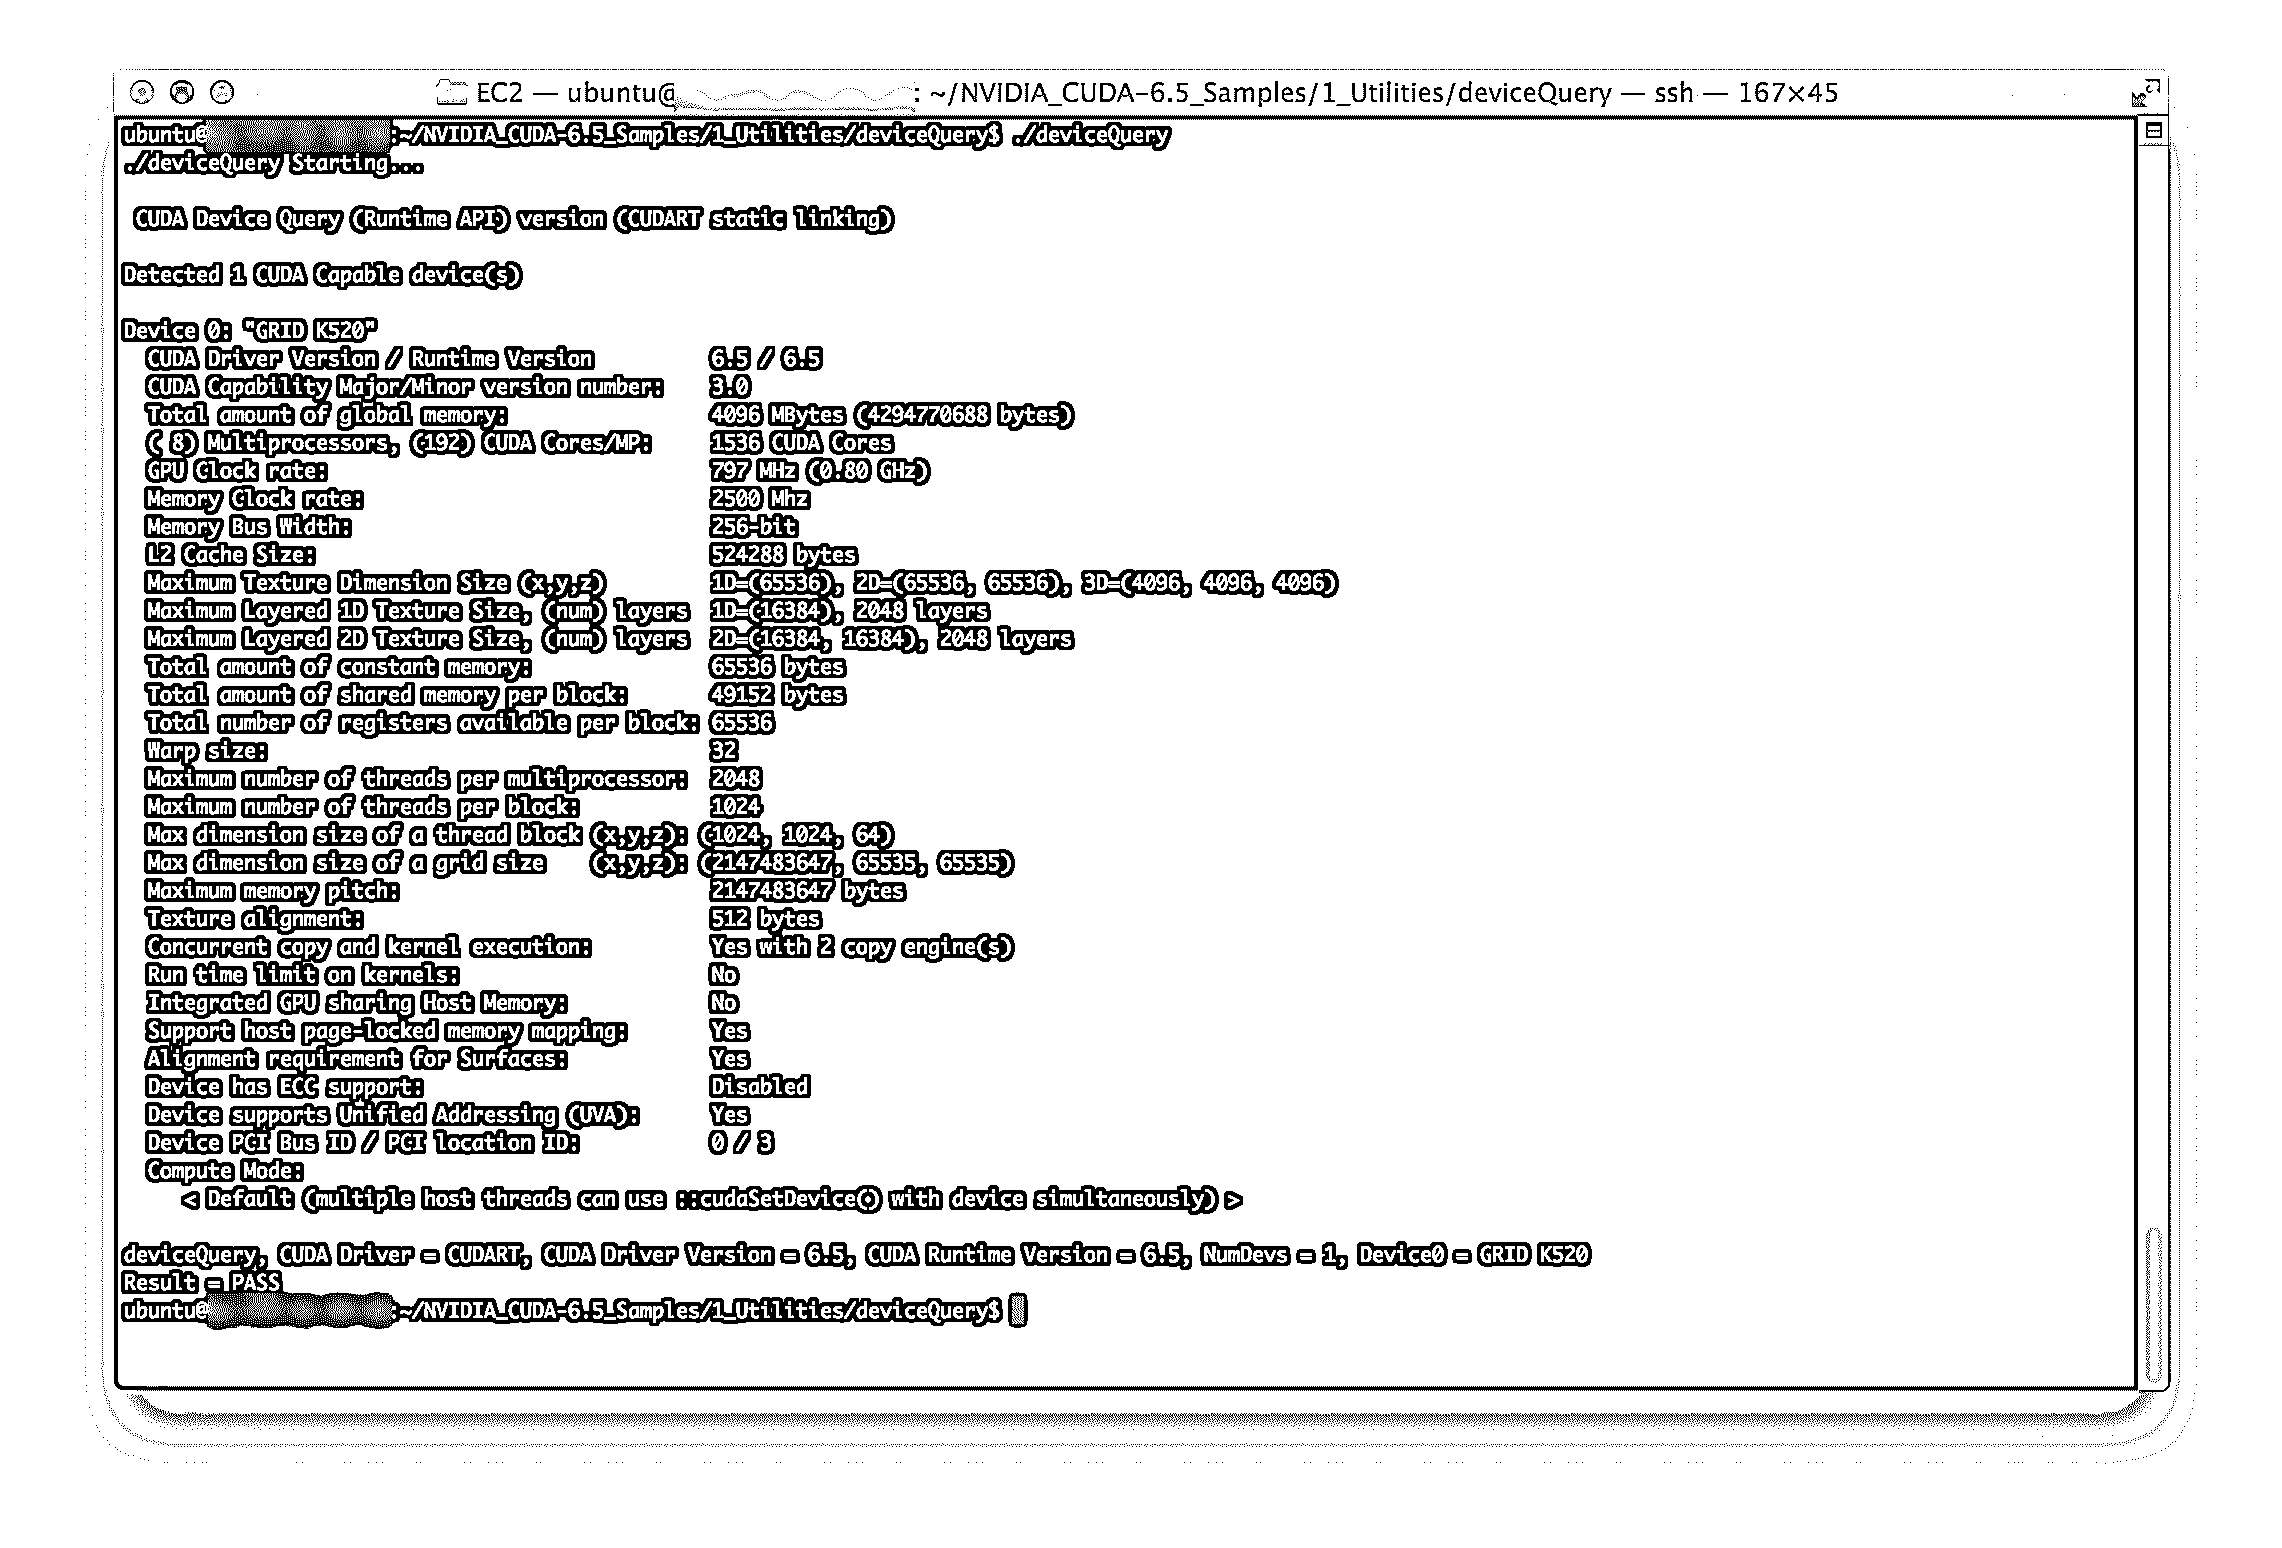 EC2 — ubuntu@ : ~/NVIDIA_CUDA-6.5_Samples/1_Utilities/deviceQuery — ssh — 167×45
ubuntu@ :~/NVIDIA_CUDA-6.5_Samples/1_Utilities/deviceQuery$ ./deviceQuery
./deviceQuery Starting...
CUDA Device Query (Runtime API) version (CUDART static linking)
Detected 1 CUDA Capable device(s)
Device 0: "GRID K520"
CUDA Driver Version / Runtime Version 6.5 / 6.5
CUDA Capability Major/Minor version number: 3.0
Total amount of global memory: 4096 MBytes (4294770688 bytes)
( 8) Multiprocessors, (192) CUDA Cores/MP: 1536 CUDA Cores
GPU Clock rate: 797 MHz (0.80 GHz)
Memory Clock rate: 2500 Mhz
Memory Bus Width: 256-bit
L2 Cache Size: 524288 bytes
Maximum Texture Dimension Size (x,y,z) 1D=(65536), 2D=(65536, 65536), 3D=(4096, 4096, 4096)
Maximum Layered 1D Texture Size, (num) layers 1D=(16384), 2048 layers
Maximum Layered 2D Texture Size, (num) layers 2D=(16384, 16384), 2048 layers
Total amount of constant memory: 65536 bytes
Total amount of shared memory per block: 49152 bytes
Total number of registers available per block: 65536
Warp size: 32
Maximum number of threads per multiprocessor: 2048
Maximum number of threads per block: 1024
Max dimension size of a thread block (x,y,z): (1024, 1024, 64)
Max dimension size of a grid size (x,y,z): (2147483647, 65535, 65535)
Maximum memory pitch: 2147483647 bytes
Texture alignment: 512 bytes
Concurrent copy and kernel execution: Yes with 2 copy engine(s)
Run time limit on kernels: No
Integrated GPU sharing Host Memory: No
Support host page-locked memory mapping: Yes
Alignment requirement for Surfaces: Yes
Device has ECC support: Disabled
Device supports Unified Addressing (UVA): Yes
Device PCI Bus ID / PCI location ID: 0 / 3
Compute Mode:
< Default (multiple host threads can use ::cudaSetDevice() with device simultaneously) >
deviceQuery, CUDA Driver = CUDART, CUDA Driver Version = 6.5, CUDA Runtime Version = 6.5, NumDevs = 1, Device0 = GRID K520
Result = PASS
ubuntu@ :~/NVIDIA_CUDA-6.5_Samples/1_Utilities/deviceQuery$